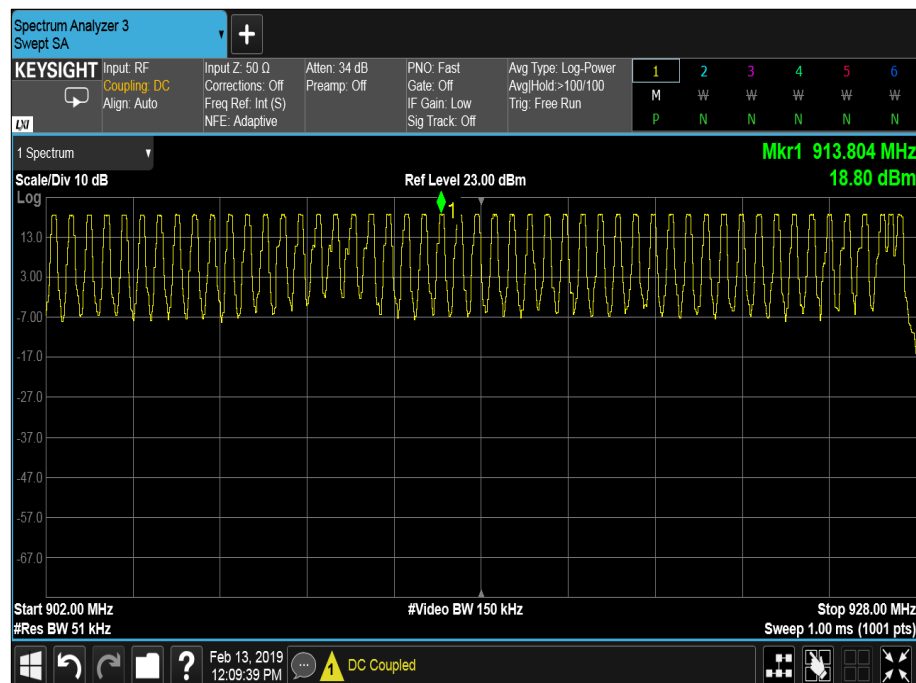 Spectrum Analyzer 3
Swept SA
KEYSIGHT
LXI
Input: RF
Coupling: DC
Align: Auto
Input Z: 50 Ω
Corrections: Off
Freq Ref: Int (S)
NFE: Adaptive
Atten: 34 dB
Preamp: Off
PNO: Fast
Gate: Off
IF Gain: Low
Sig Track: Off
Avg Type: Log-Power
Avg|Hold:>100/100
Trig: Free Run
1 2 3 4 5 6
M W W W W W
P N N N N N
1 Spectrum
Mkr1 913.804 MHz
Scale/Div 10 dB Ref Level 23.00 dBm 18.80 dBm
Log
1
13.0
3.00
-7.00
-17.0
-27.0
-37.0
-47.0
-57.0
-67.0
Start 902.00 MHz #Video BW 150 kHz Stop 928.00 MHz
#Res BW 51 kHz Sweep 1.00 ms (1001 pts)
? Feb 13, 2019
12:09:39 PM
1 DC Coupled